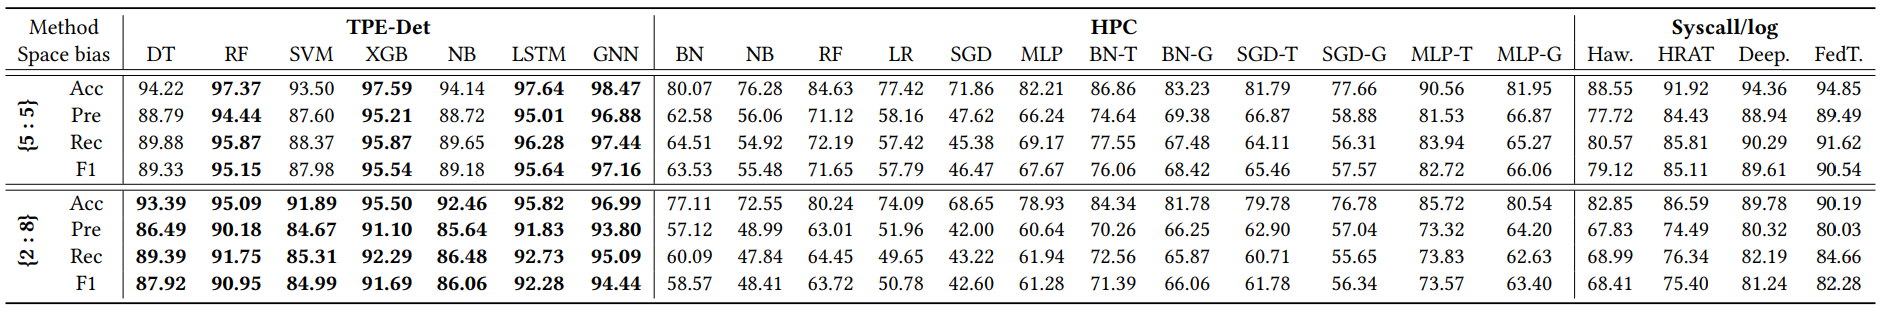 Method TPE-Det HPC Syscall/log
Space bias DT RF SVM XGB NB LSTM GNN BN NB RF LR SGD MLP BN-T BN-G SGD-T SGD-G MLP-T MLP-G Haw. HRAT Deep. FedT.
{5 : 5}
Acc 94.22 97.37 93.50 97.59 94.14 97.64 98.47 80.07 76.28 84.63 77.42 71.86 82.21 86.86 83.23 81.79 77.66 90.56 81.95 88.55 91.92 94.36 94.85
Pre 88.79 94.44 87.60 95.21 88.72 95.01 96.88 62.58 56.06 71.12 58.16 47.62 66.24 74.64 69.38 66.87 58.88 81.53 66.87 77.72 84.43 88.94 89.49
Rec 89.88 95.87 88.37 95.87 89.65 96.28 97.44 64.51 54.92 72.19 57.42 45.38 69.17 77.55 67.48 64.11 56.31 83.94 65.27 80.57 85.81 90.29 91.62
F1 89.33 95.15 87.98 95.54 89.18 95.64 97.16 63.53 55.48 71.65 57.79 46.47 67.67 76.06 68.42 65.46 57.57 82.72 66.06 79.12 85.11 89.61 90.54
{2 : 8}
Acc 93.39 95.09 91.89 95.50 92.46 95.82 96.99 77.11 72.55 80.24 74.09 68.65 78.93 84.34 81.78 79.78 76.78 85.72 80.54 82.85 86.59 89.78 90.19
Pre 86.49 90.18 84.67 91.10 85.64 91.83 93.80 57.12 48.99 63.01 51.96 42.00 60.64 70.26 66.25 62.90 57.04 73.32 64.20 67.83 74.49 80.32 80.03
Rec 89.39 91.75 85.31 92.29 86.48 92.73 95.09 60.09 47.84 64.45 49.65 43.22 61.94 72.56 65.87 60.71 55.65 73.83 62.63 68.99 76.34 82.19 84.66
F1 87.92 90.95 84.99 91.69 86.06 92.28 94.44 58.57 48.41 63.72 50.78 42.60 61.28 71.39 66.06 61.78 56.34 73.57 63.40 68.41 75.40 81.24 82.28